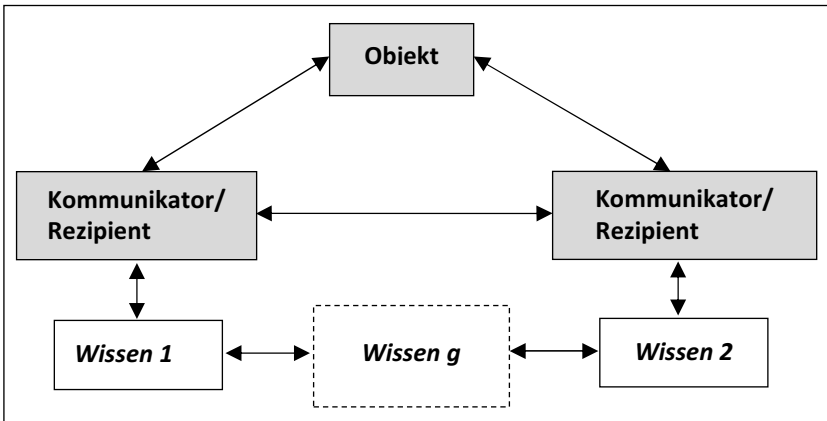 Objekt
Kommunikator/
Rezipient
Kommunikator/
Rezipient
Wissen 1
Wissen g
Wissen 2